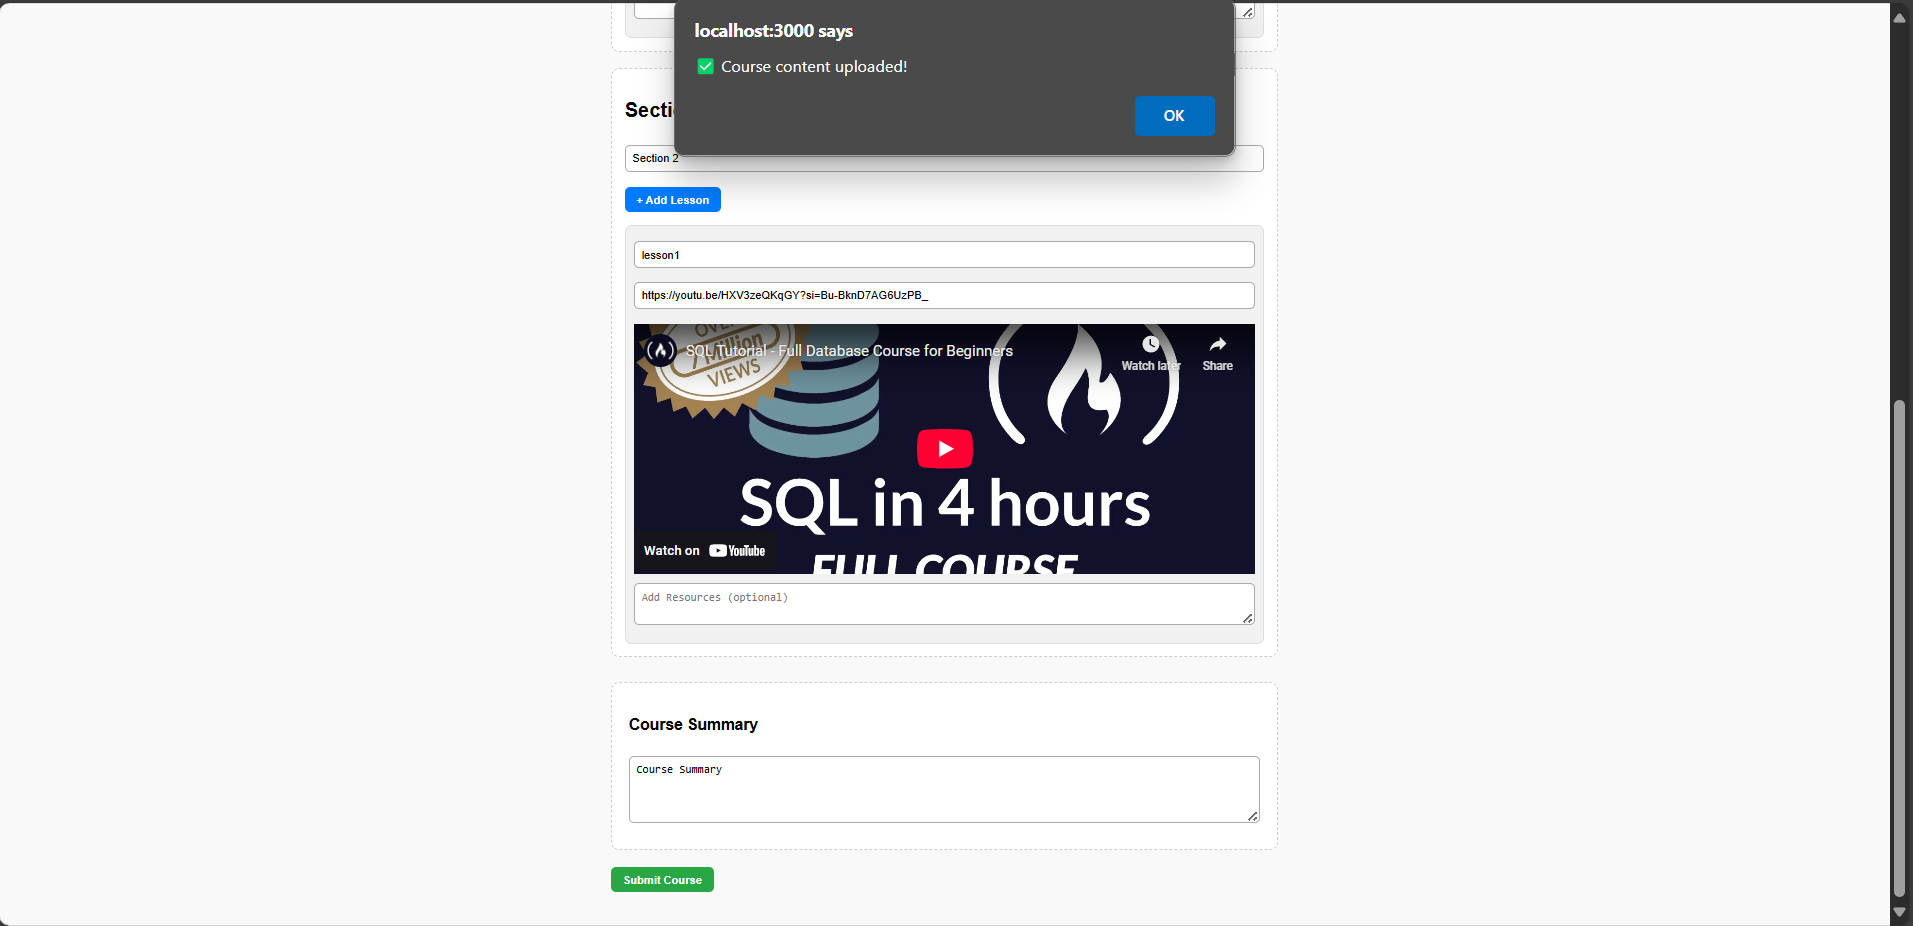 localhost:3000 says
✅ Course content uploaded!
OK
Secti
Section 2
+ Add Lesson
lesson1
https://youtu.be/HXV3zeQKqGY?si=Bu-BknD7AG6UzPB_
OVER
7 Million
VIEWS
SQL Tutorial - Full Database Course for Beginners
Watch later
Share
SQL in 4 hours
FULL COURSE
Watch on YouTube
Add Resources (optional)
Course Summary
Course Summary
Submit Course